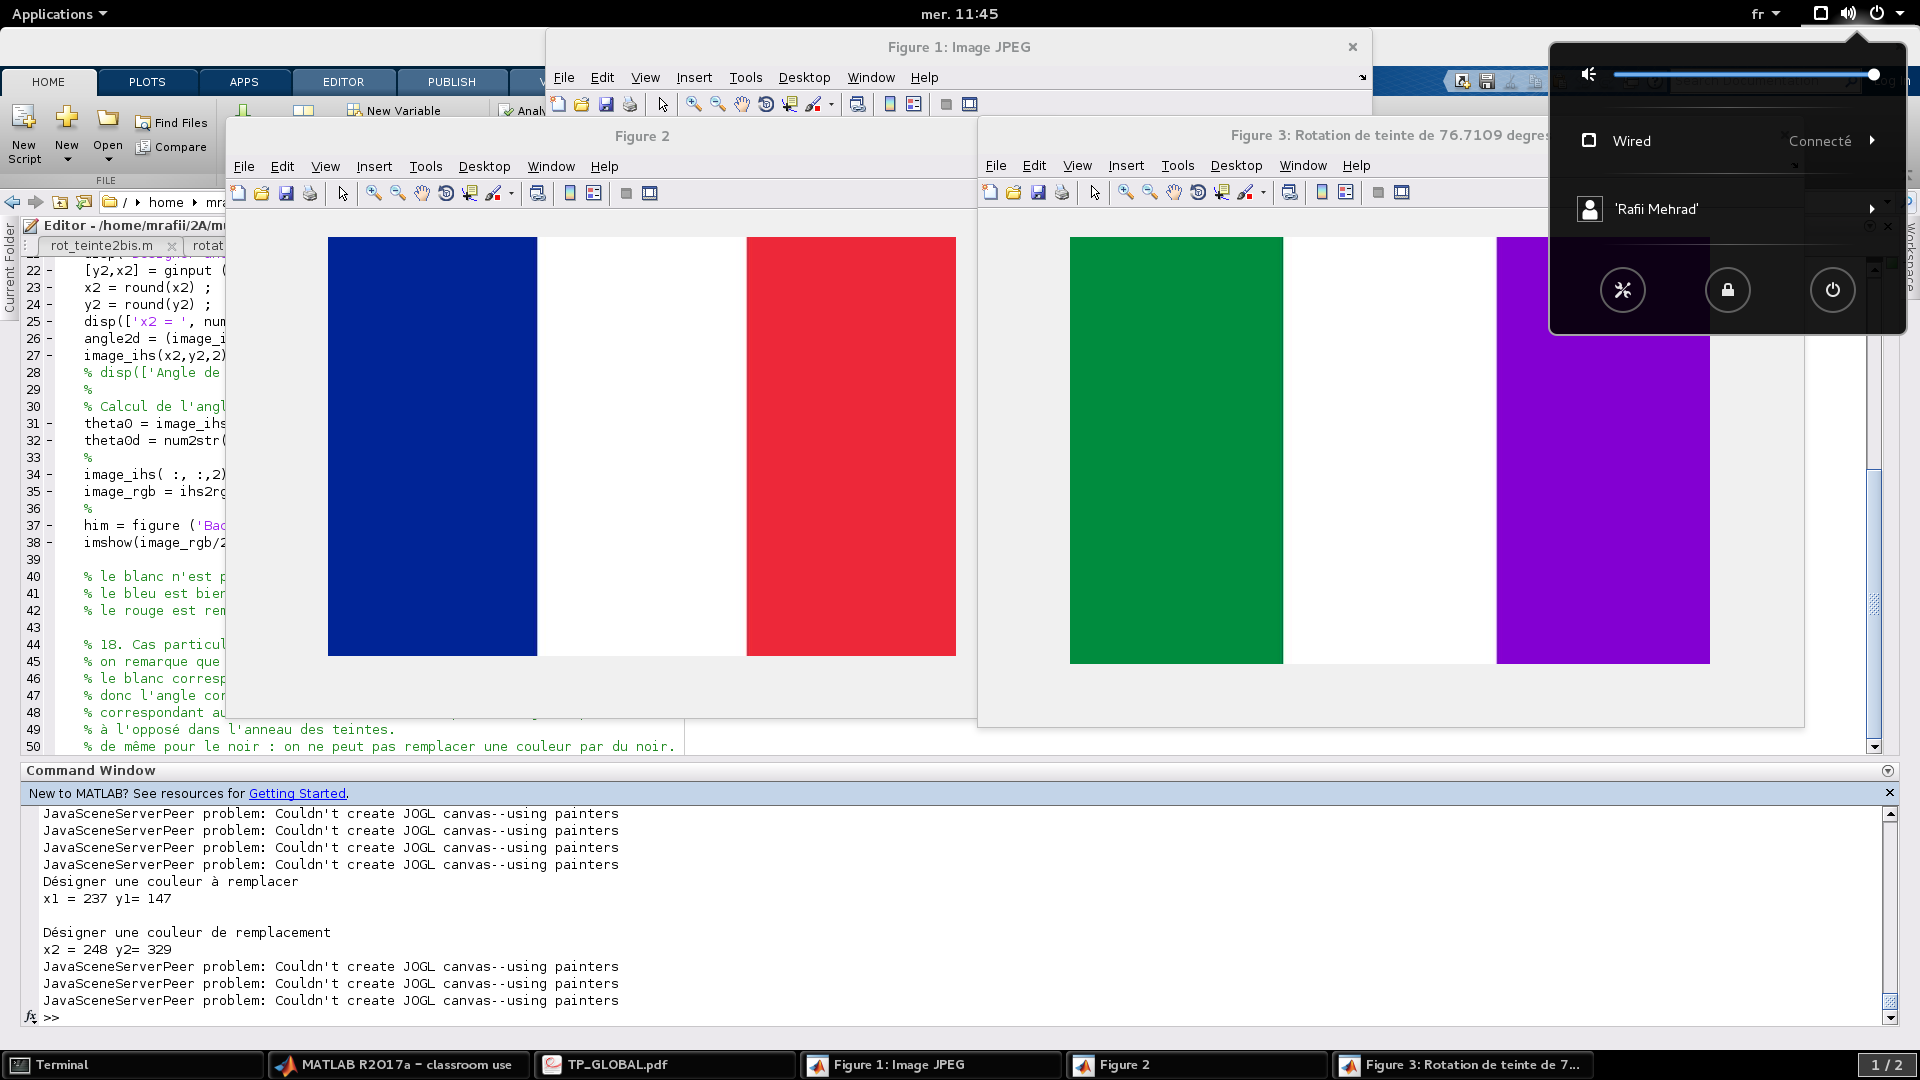 Applications
mer. 11:45
fr
Figure 1: Image JPEG
File Edit View Insert Tools Desktop Window Help
HOME PLOTS APPS EDITOR PUBLISH
New Script
New
Open
Find Files
Compare
FILE
New Variable
Analy
Figure 2
File Edit View Insert Tools Desktop Window Help
Figure 3: Rotation de teinte de 76.7109 degres
File Edit View Insert Tools Desktop Window Help
Wired Connecté
'Rafii Mehrad'
/ home mra
Editor - /home/mrafii/2A/mu
rot_teinte2bis.m rotat
Current Folder
Workspace
22 [y2,x2] = ginput (
23 x2 = round(x2) ;
24 y2 = round(y2) ;
25 disp(['x2 = ', num
26 angle2d = (image_i
27 image_ihs(x2,y2,2)
28 % disp(['Angle de
29 %
30 % Calcul de l'angl
31 theta0 = image_ihs
32 theta0d = num2str(
33 %
34 image_ihs( :, :,2)
35 image_rgb = ihs2rg
36 %
37 him = figure ('Bac
38 imshow(image_rgb/2
39
40 % le blanc n'est p
41 % le bleu est bien
42 % le rouge est rem
43
44 % 18. Cas particul
45 % on remarque que
46 % le blanc corresp
47 % donc l'angle cor
48 % correspondant au
49 % à l'opposé dans l'anneau des teintes.
50 % de même pour le noir : on ne peut pas remplacer une couleur par du noir.
Command Window
New to MATLAB? See resources for Getting Started.
JavaSceneServerPeer problem: Couldn't create JOGL canvas--using painters
JavaSceneServerPeer problem: Couldn't create JOGL canvas--using painters
JavaSceneServerPeer problem: Couldn't create JOGL canvas--using painters
JavaSceneServerPeer problem: Couldn't create JOGL canvas--using painters
Désigner une couleur à remplacer
x1 = 237 y1= 147
Désigner une couleur de remplacement
x2 = 248 y2= 329
JavaSceneServerPeer problem: Couldn't create JOGL canvas--using painters
JavaSceneServerPeer problem: Couldn't create JOGL canvas--using painters
JavaSceneServerPeer problem: Couldn't create JOGL canvas--using painters
fx >>
Terminal
MATLAB R2017a - classroom use
TP_GLOBAL.pdf
Figure 1: Image JPEG
Figure 2
Figure 3: Rotation de teinte de 7...
1 / 2